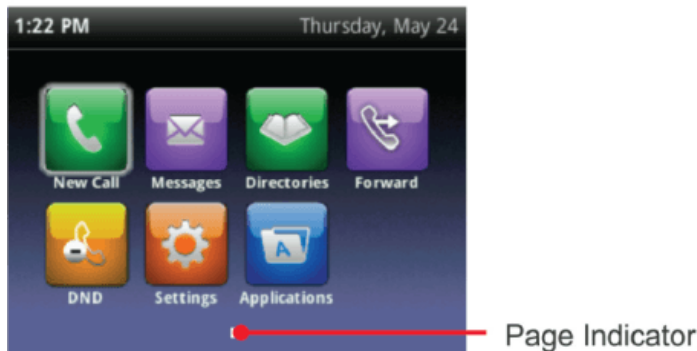 1:22 PM Thursday, May 24
New Call Messages Directories Forward
DND Settings Applications
A
Page Indicator